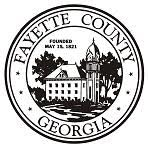 FAYETTE COUNTY
FOUNDED
MAY 15, 1821
GEORGIA